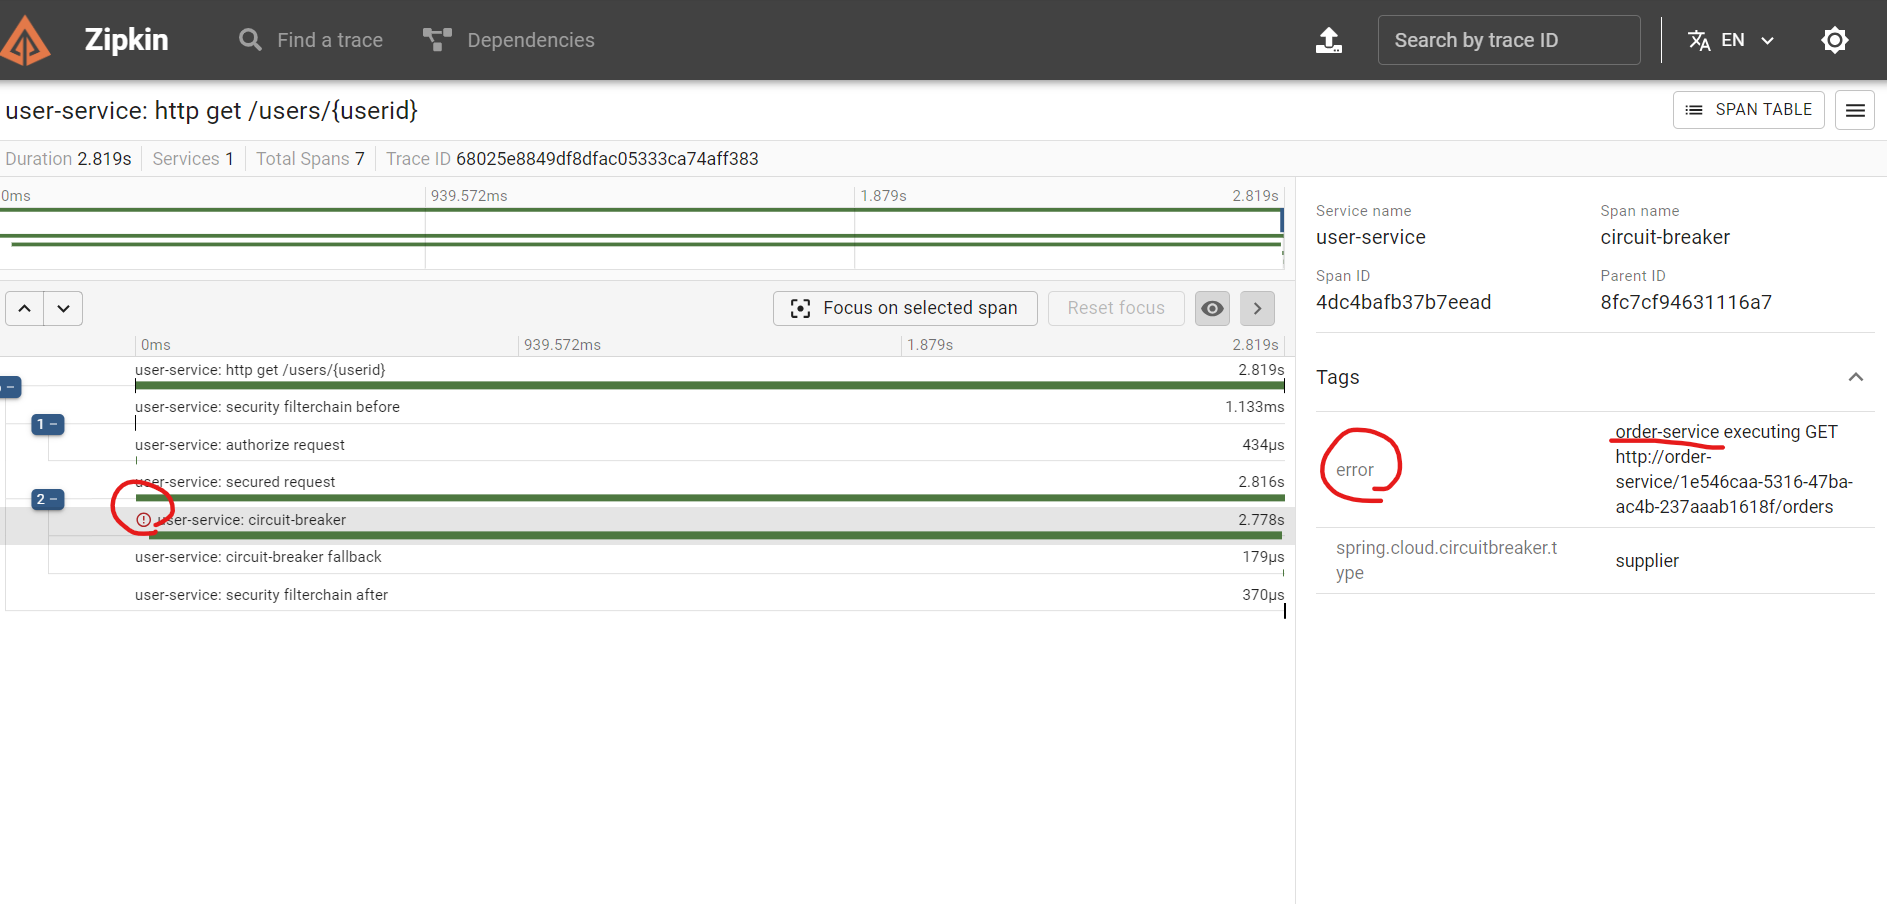 Zipkin
Find a trace
Dependencies
Search by trace ID
EN
user-service: http get /users/{userid}
SPAN TABLE
Duration 2.819s Services 1 Total Spans 7 Trace ID 68025e8849df8dfac05333ca74aff383
0ms 939.572ms 1.879s 2.819s
Focus on selected span
Reset focus
0ms 939.572ms 1.879s 2.819s
user-service: http get /users/{userid} 2.819s
user-service: security filterchain before 1.133ms
1 −
user-service: authorize request 434µs
user-service: secured request 2.816s
2 −
user-service: circuit-breaker 2.778s
user-service: circuit-breaker fallback 179µs
user-service: security filterchain after 370µs
Service name
user-service
Span name
circuit-breaker
Span ID
4dc4bafb37b7eead
Parent ID
8fc7cf94631116a7
Tags
error
order-service executing GET
http://order-
service/1e546caa-5316-47ba-
ac4b-237aaab1618f/orders
spring.cloud.circuitbreaker.t
ype
supplier